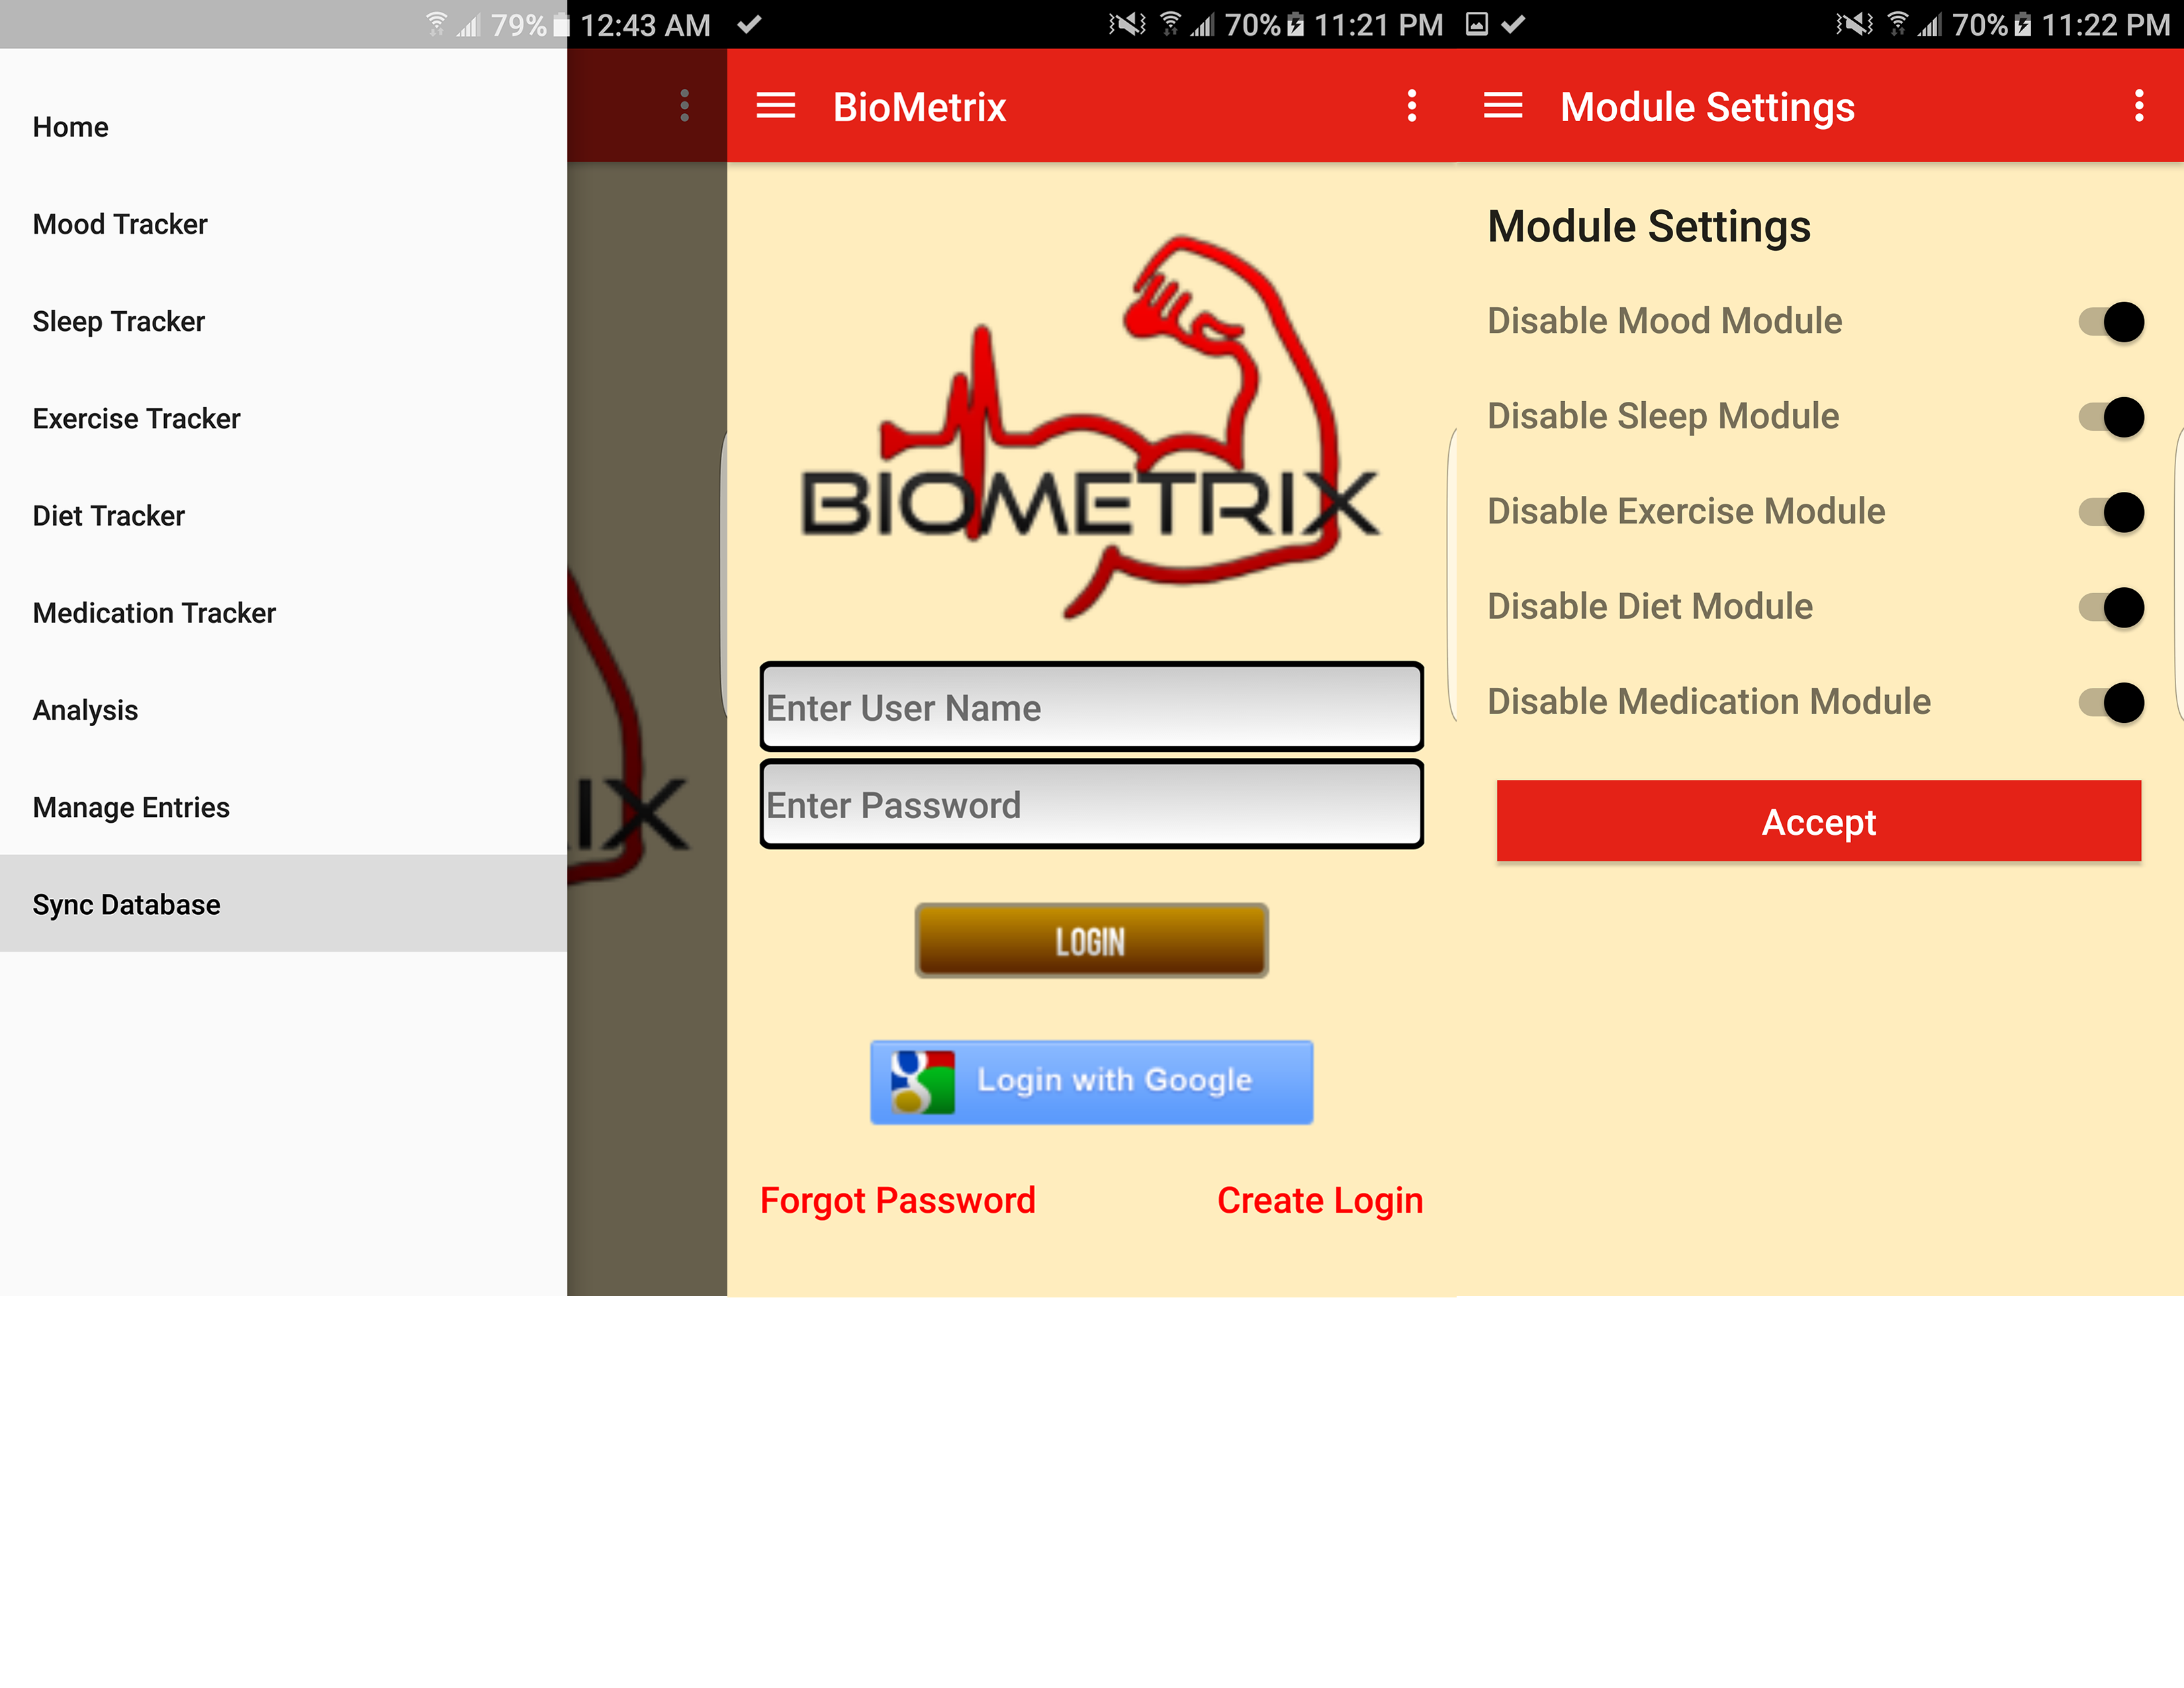 79% 12:43 AM
Home
Mood Tracker
Sleep Tracker
Exercise Tracker
Diet Tracker
Medication Tracker
Analysis
Manage Entries
Sync Database
IX
70% 11:21 PM
BioMetrix
BIOMETRIX
Enter User Name
Enter Password
LOGIN
g Login with Google
Forgot Password
Create Login
70% 11:22 PM
Module Settings
Module Settings
Disable Mood Module
Disable Sleep Module
Disable Exercise Module
Disable Diet Module
Disable Medication Module
Accept